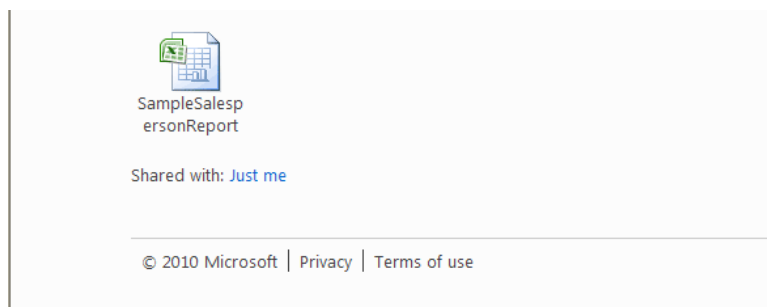 SampleSalesp
ersonReport
Shared with: Just me
© 2010 Microsoft | Privacy | Terms of use